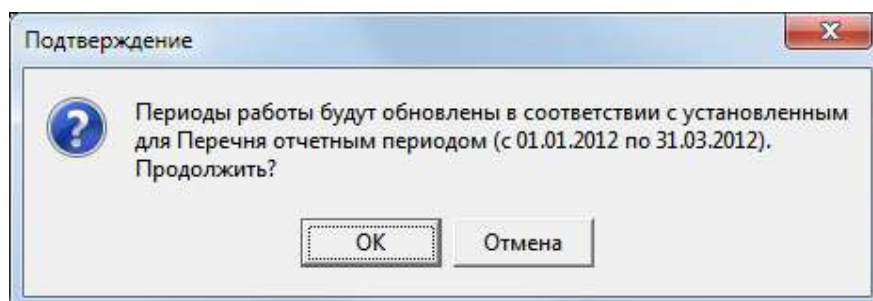 Подтверждение
Периоды работы будут обновлены в соответствии с установленным
для Перечня отчетным периодом (с 01.01.2012 по 31.03.2012).
Продолжить?
OK
Отмена